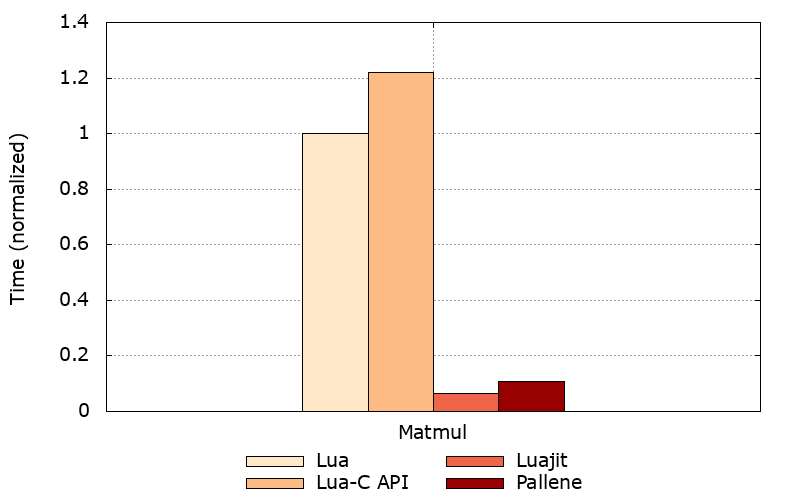 1.4
1.2
1
0.8
0.6
0.4
0.2
0
Time (normalized)
Matmul
Lua
Luajit
Lua-C API
Pallene